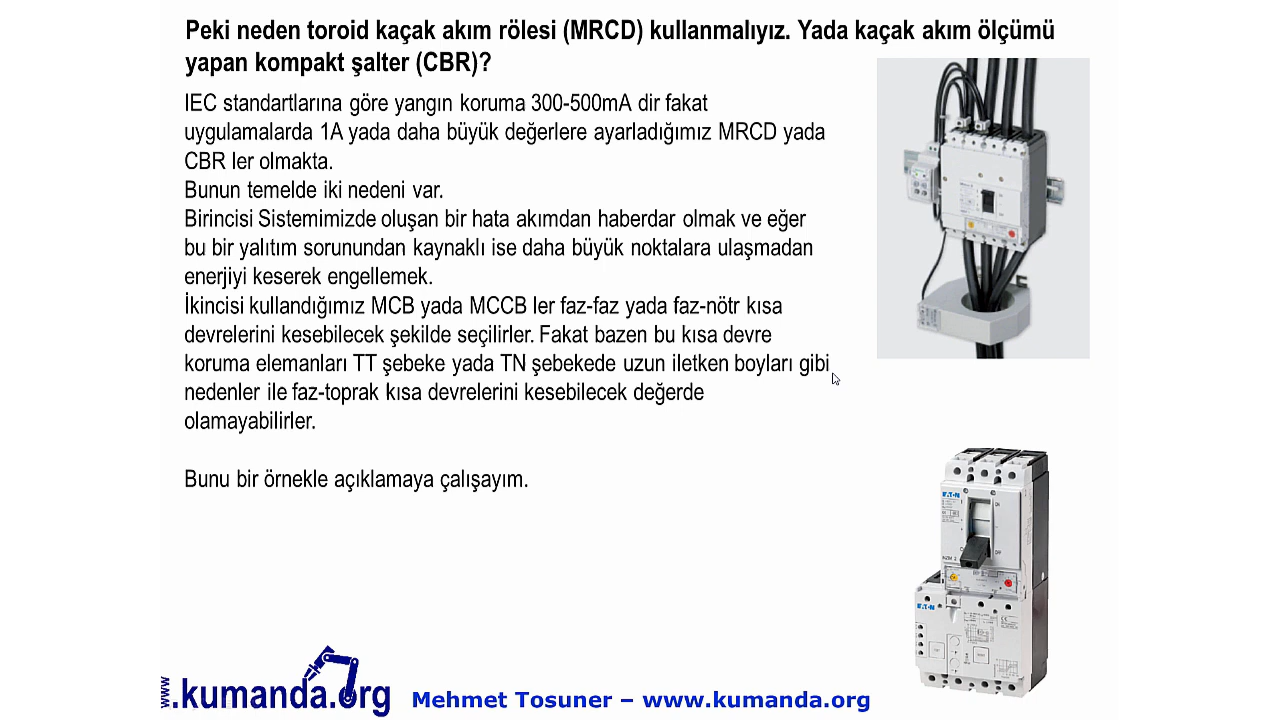 Peki neden toroid kaçak akım rölesi (MRCD) kullanmalıyız. Yada kaçak akım ölçümü
yapan kompakt şalter (CBR)?
IEC standartlarına göre yangın koruma 300-500mA dir fakat
uygulamalarda 1A yada daha büyük değerlere ayarladığımız MRCD yada
CBR ler olmakta.
Bunun temelde iki nedeni var.
Birincisi Sistemimizde oluşan bir hata akımdan haberdar olmak ve eğer
bu bir yalıtım sorunundan kaynaklı ise daha büyük noktalara ulaşmadan
enerjiyi keserek engellemek.
İkincisi kullandığımız MCB yada MCCB ler faz-faz yada faz-nötr kısa
devrelerini kesebilecek şekilde seçilirler. Fakat bazen bu kısa devre
koruma elemanları TT şebeke yada TN şebekede uzun iletken boyları gibi
nedenler ile faz-toprak kısa devrelerini kesebilecek değerde
olamayabilirler.
Bunu bir örnekle açıklamaya çalışayım.
EATON
EATON
www.kumanda.org
Mehmet Tosuner – www.kumanda.org